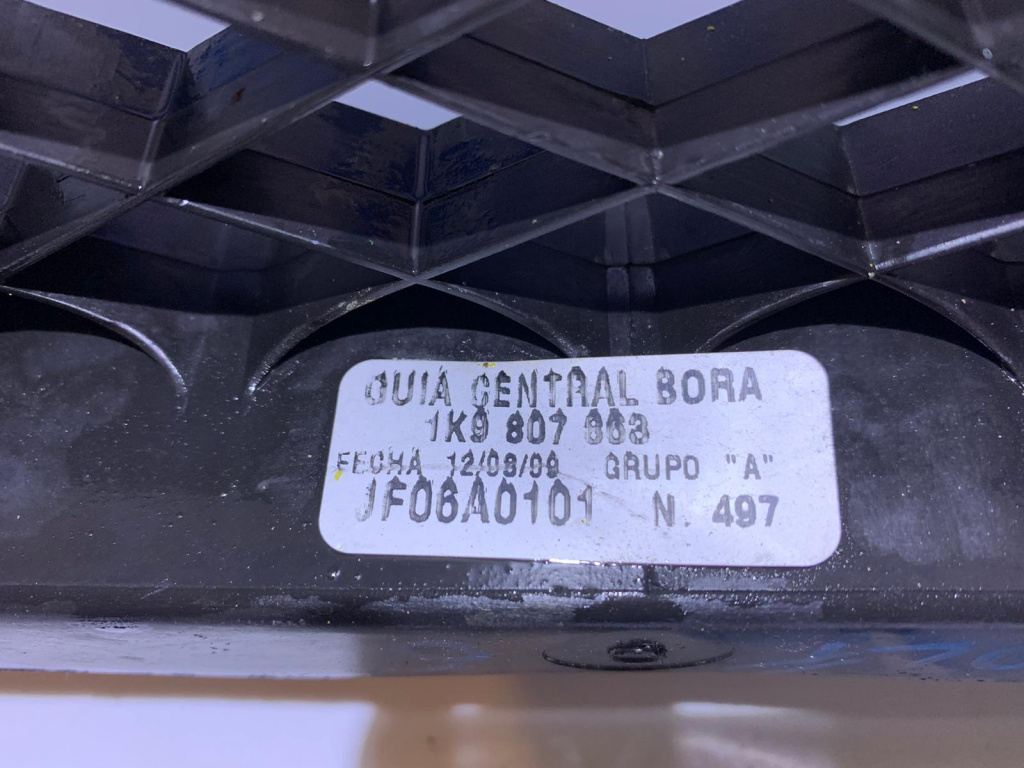 GUIA CENTRAL BORA
1K9 807 863
FECHA 12/08/09 GRUPO "A"
JF06A0101 N. 497